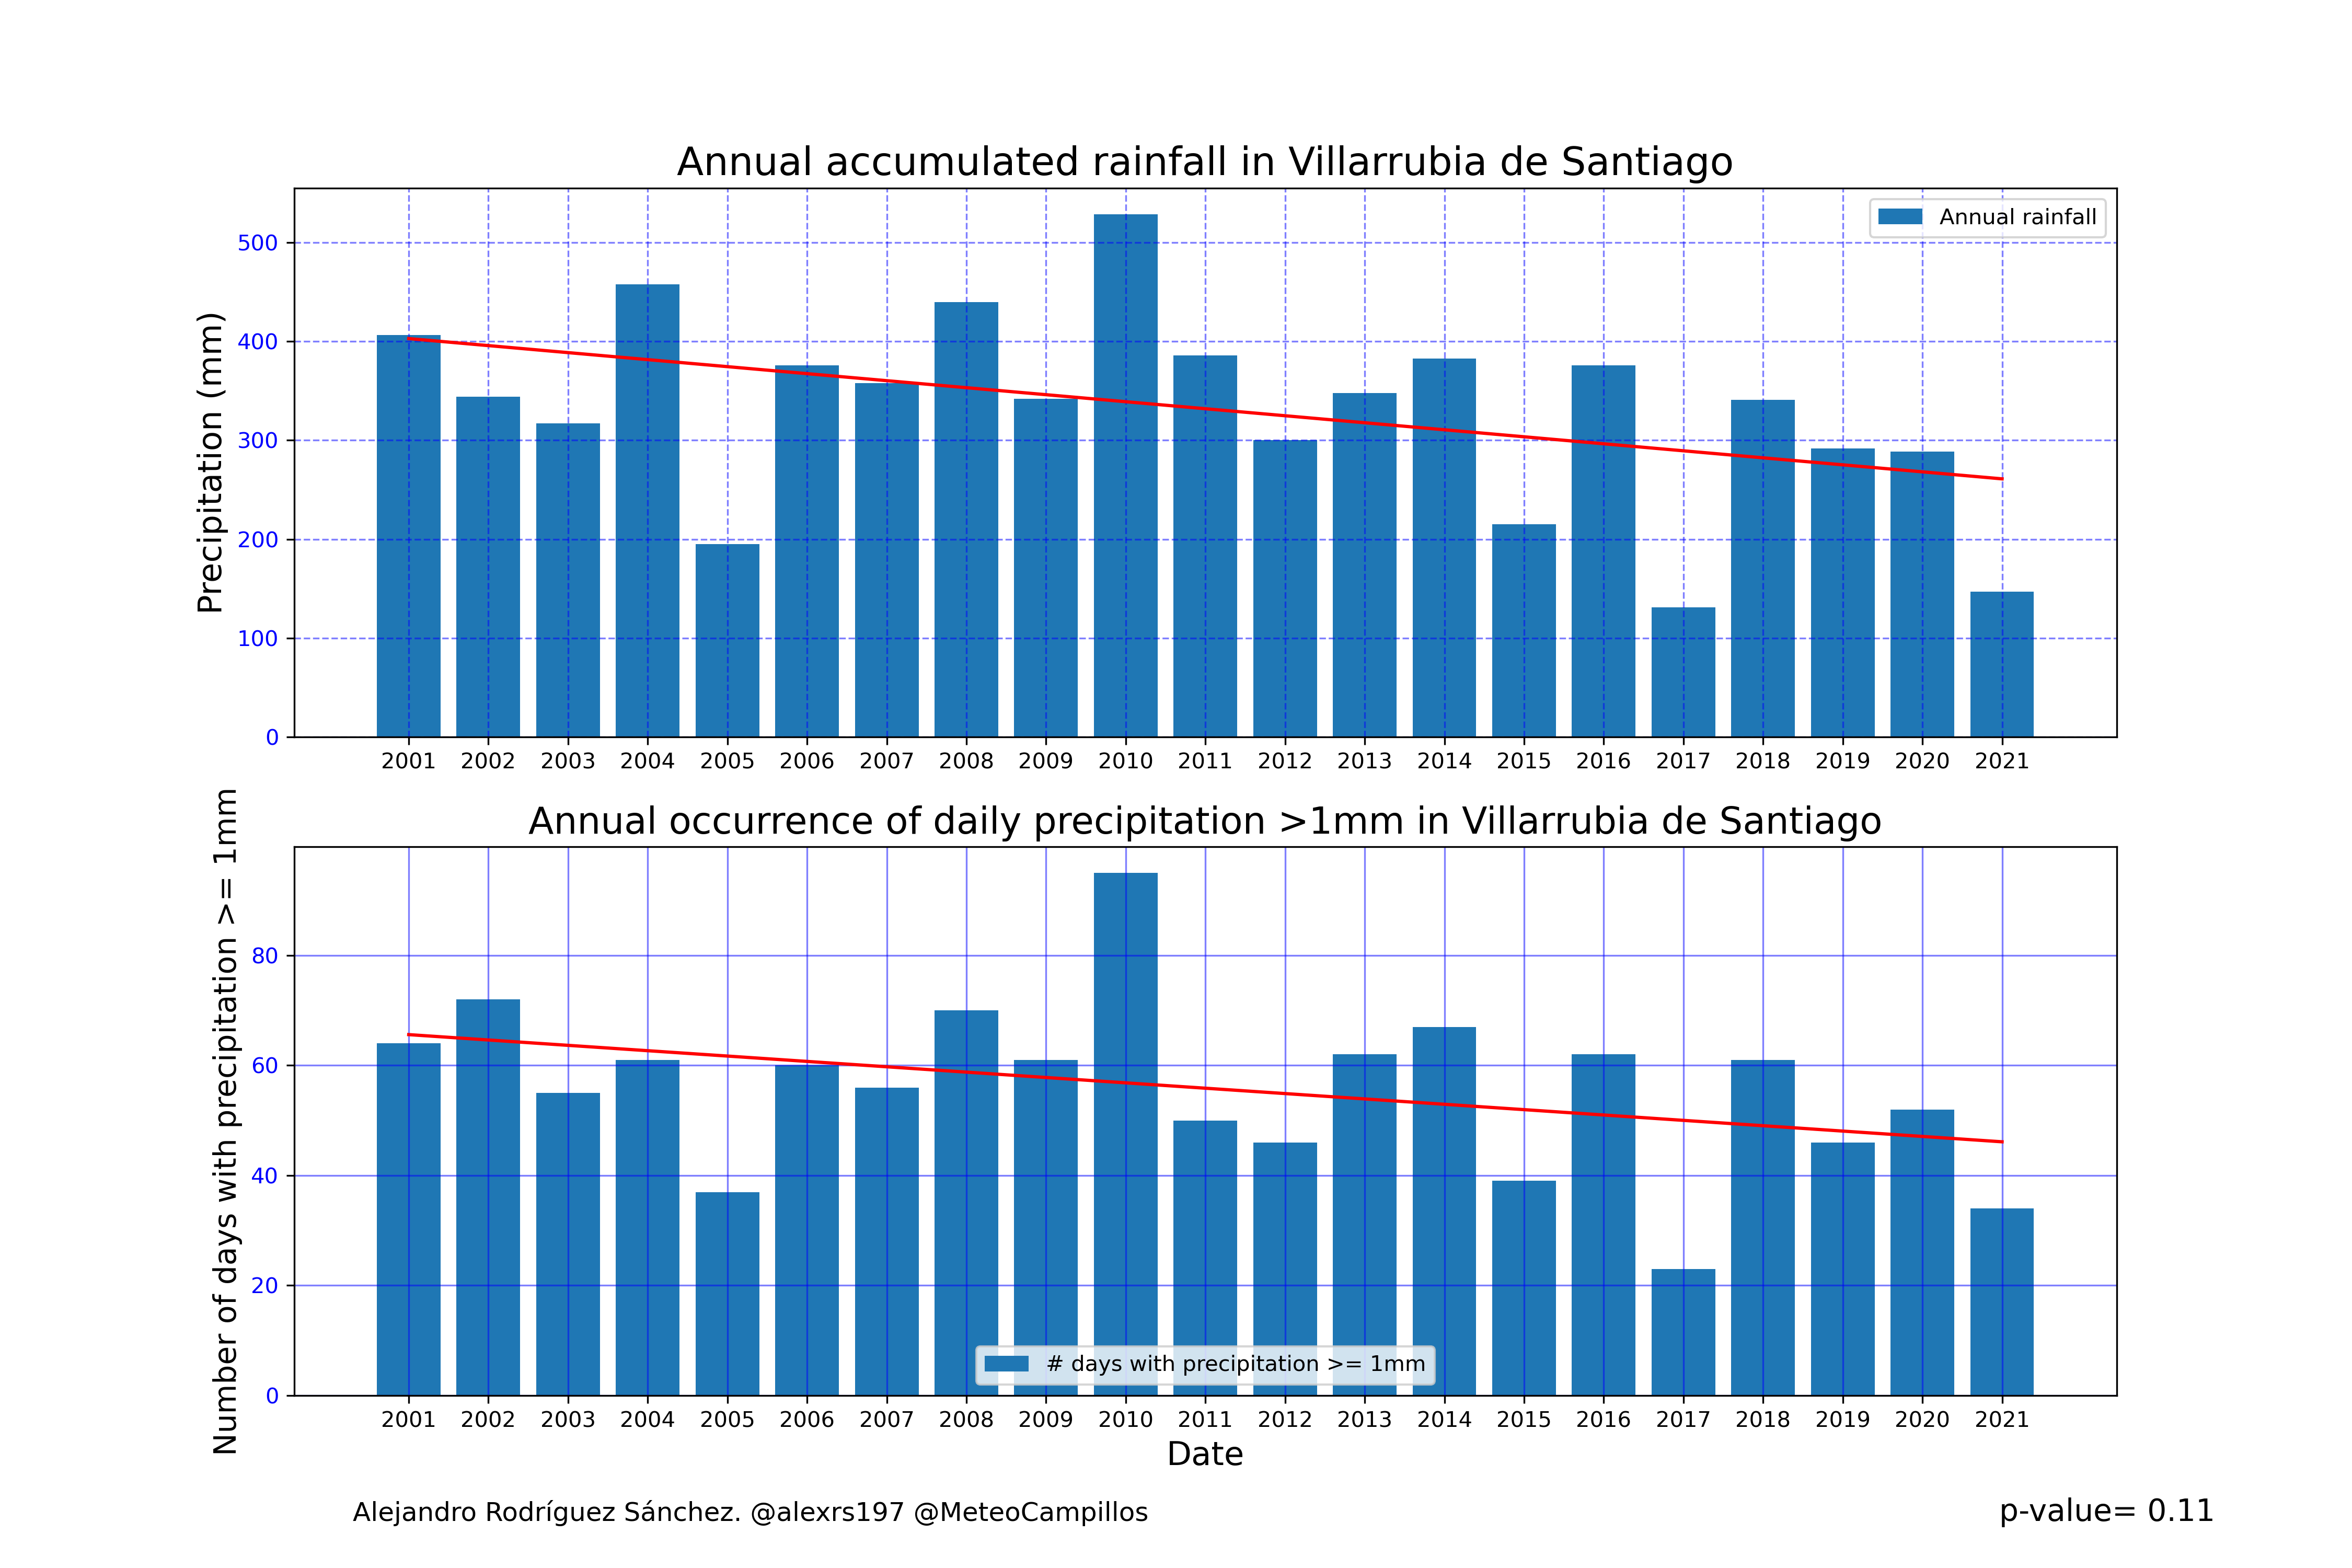 Annual accumulated rainfall in Villarrubia de Santiago
Annual rainfall
Precipitation (mm)
500
400
300
200
100
0
2001 2002 2003 2004 2005 2006 2007 2008 2009 2010 2011 2012 2013 2014 2015 2016 2017 2018 2019 2020 2021
Annual occurrence of daily precipitation >1mm in Villarrubia de Santiago
Number of days with precipitation >= 1mm
80
60
40
20
0
# days with precipitation >= 1mm
2001 2002 2003 2004 2005 2006 2007 2008 2009 2010 2011 2012 2013 2014 2015 2016 2017 2018 2019 2020 2021
Date
Alejandro Rodríguez Sánchez. @alexrs197 @MeteoCampillos
p-value= 0.11